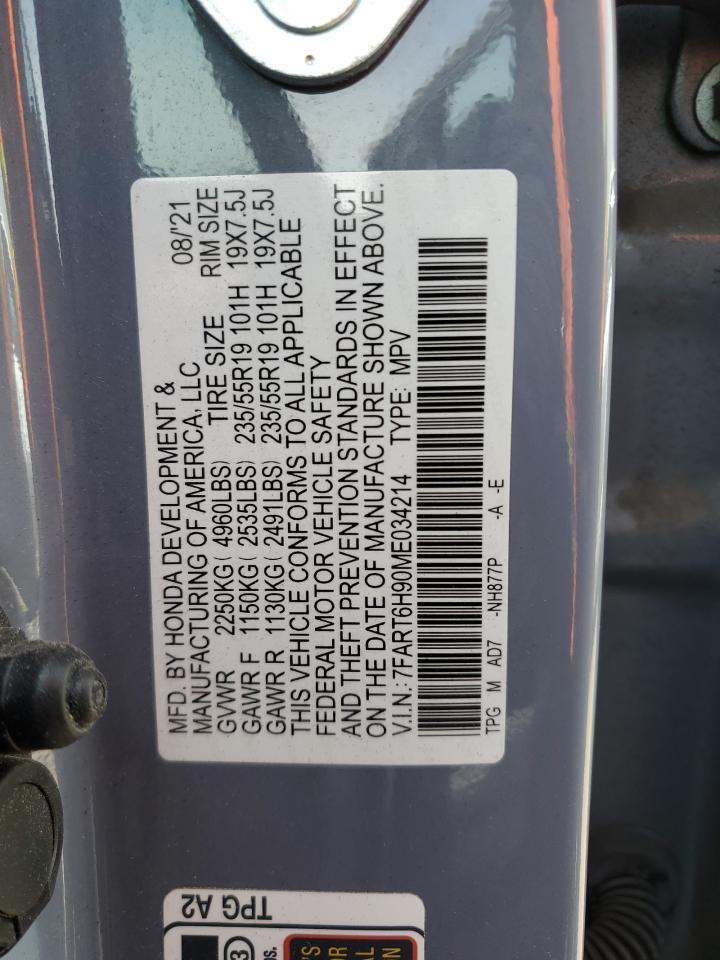 MFD. BY HONDA DEVELOPMENT &
MANUFACTURING OF AMERICA, LLC 08/'21
GVWR 2250KG( 4960LBS) TIRE SIZE RIM SIZE
GAWR F 1150KG( 2535LBS) 235/55R19 101H 19X7.5J
GAWR R 1130KG( 2491LBS) 235/55R19 101H 19X7.5J
THIS VEHICLE CONFORMS TO ALL APPLICABLE
FEDERAL MOTOR VEHICLE SAFETY
AND THEFT PREVENTION STANDARDS IN EFFECT
ON THE DATE OF MANUFACTURE SHOWN ABOVE.
V.I.N.: 7FART6H90ME034214 TYPE: MPV
TPG M AD7 -NH877P -A -E
TPG A2
3